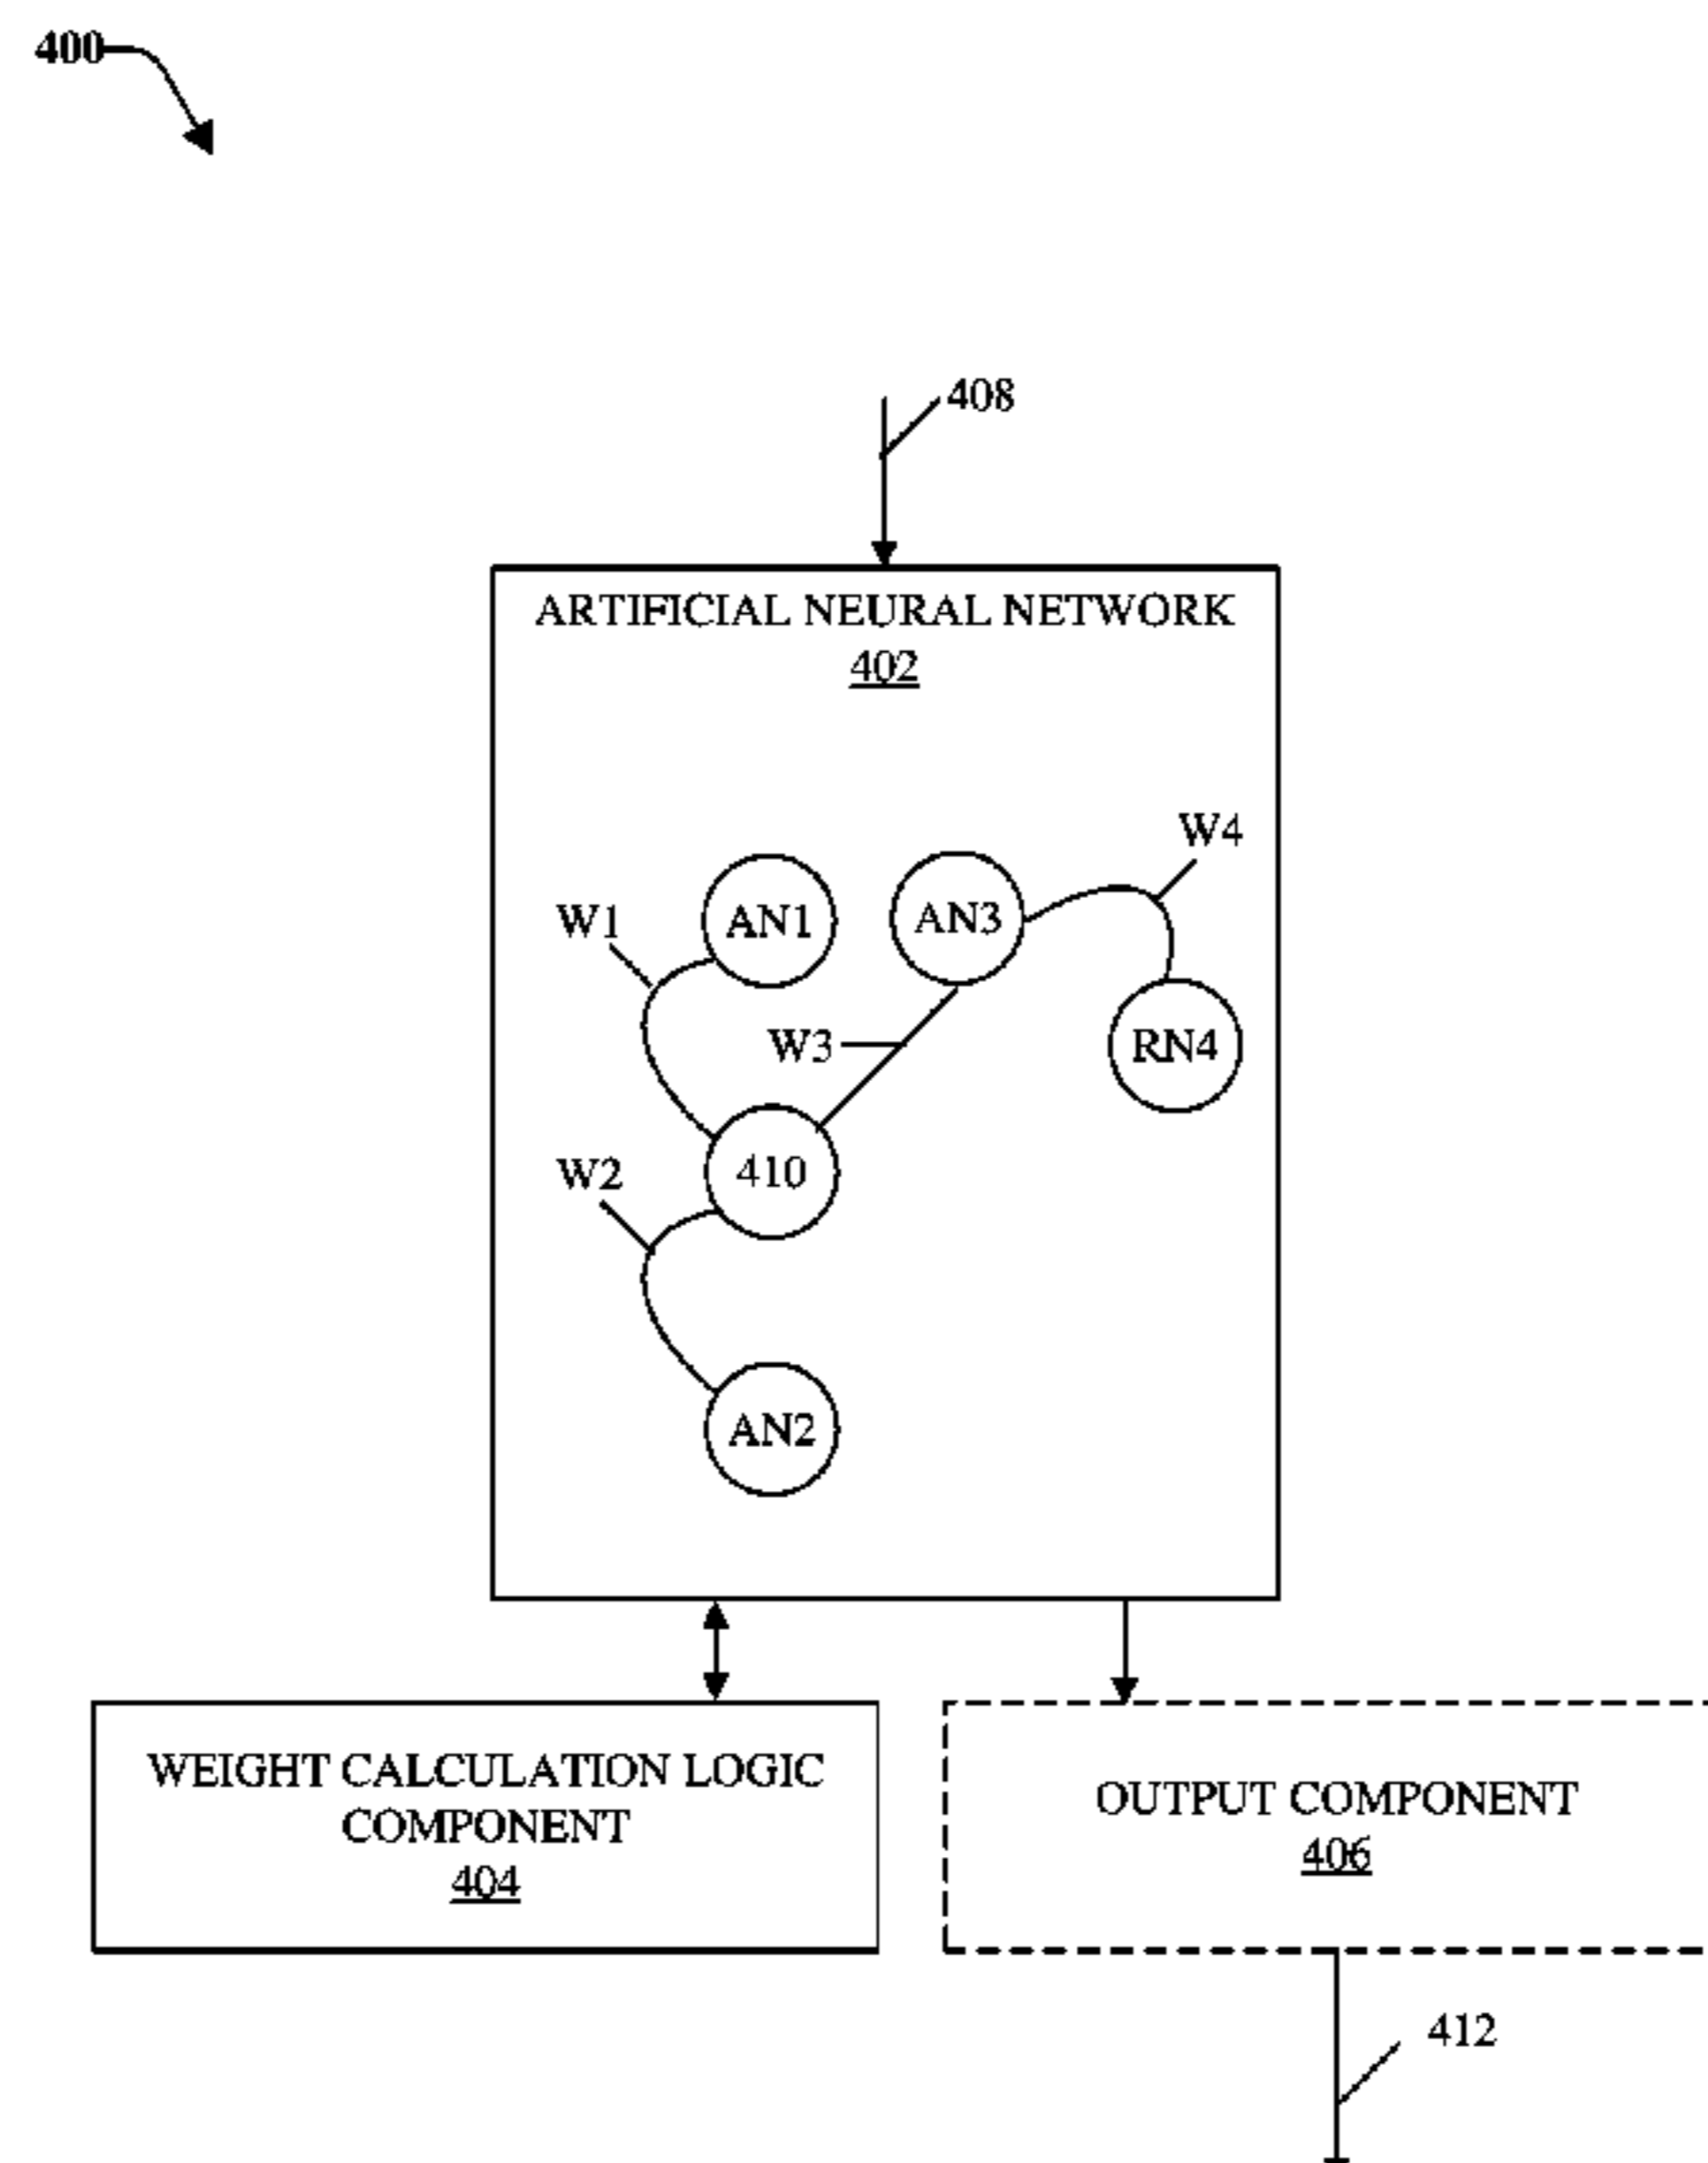 400
408
ARTIFICIAL NEURAL NETWORK
402
W4
W1
AN1
AN3
W3
RN4
W2
410
AN2
WEIGHT CALCULATION LOGIC
COMPONENT
404
OUTPUT COMPONENT
406
412